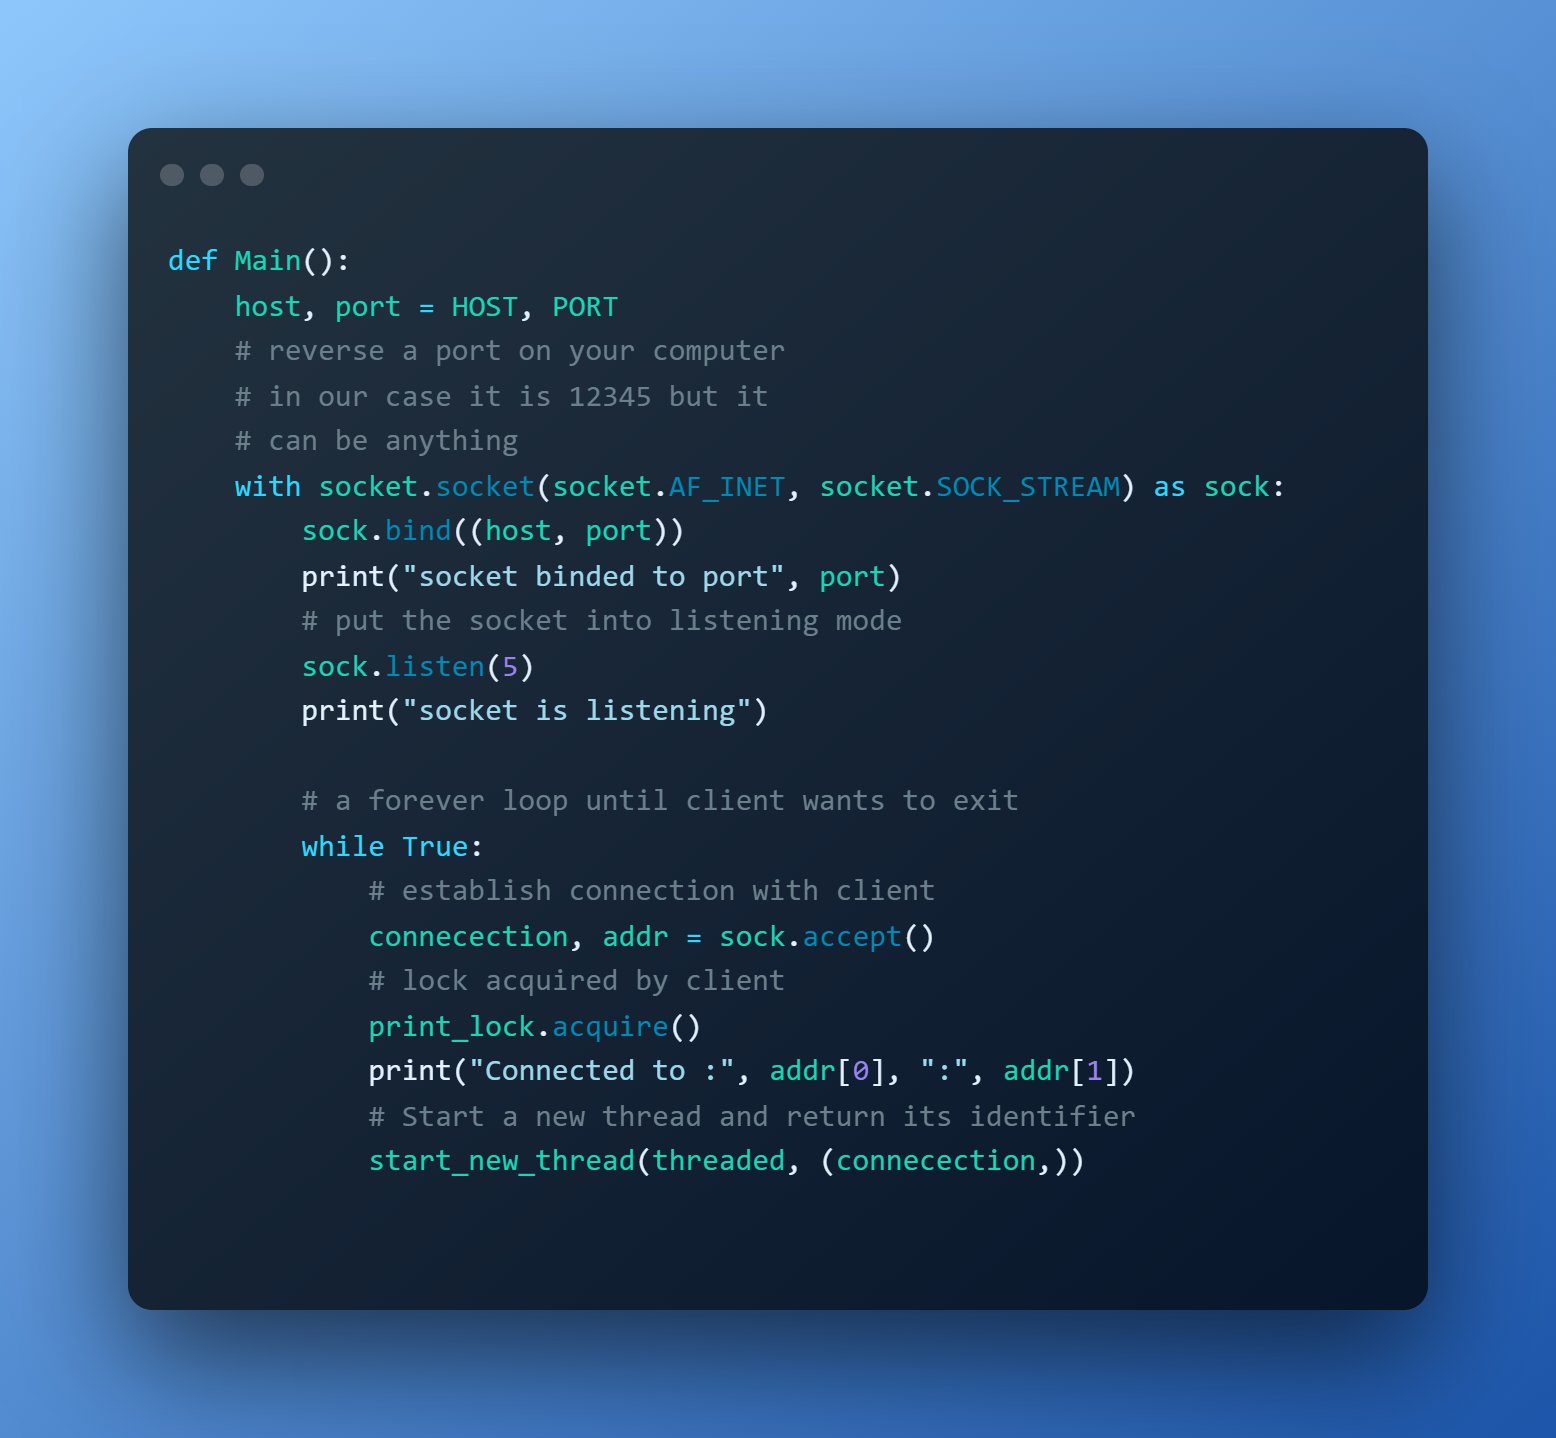 def Main():
    host, port = HOST, PORT
    # reverse a port on your computer
    # in our case it is 12345 but it
    # can be anything
    with socket.socket(socket.AF_INET, socket.SOCK_STREAM) as sock:
        sock.bind((host, port))
        print("socket binded to port", port)
        # put the socket into listening mode
        sock.listen(5)
        print("socket is listening")

        # a forever loop until client wants to exit
        while True:
            # establish connection with client
            connecection, addr = sock.accept()
            # lock acquired by client
            print_lock.acquire()
            print("Connected to :", addr[0], ":", addr[1])
            # Start a new thread and return its identifier
            start_new_thread(threaded, (connecection,))